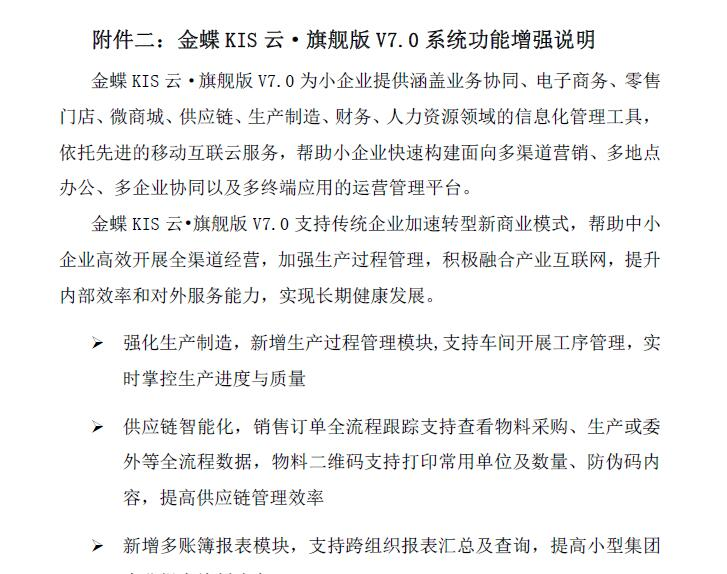 附件二：金蝶 KIS 云·旗舰版 V7.0 系统功能增强说明
金蝶 KIS 云·旗舰版 V7.0 为小企业提供涵盖业务协同、电子商务、零售
门店、微商城、供应链、生产制造、财务、人力资源领域的信息化管理工具，
依托先进的移动互联云服务，帮助小企业快速构建面向多渠道营销、多地点
办公、多企业协同以及多终端应用的运营管理平台。
金蝶 KIS 云·旗舰版 V7.0 支持传统企业加速转型新商业模式，帮助中小
企业高效开展全渠道经营，加强生产过程管理，积极融合产业互联网，提升
内部效率和对外服务能力，实现长期健康发展。
➢ 强化生产制造，新增生产过程管理模块,支持车间开展工序管理，实
时掌控生产进度与质量
➢ 供应链智能化，销售订单全流程跟踪支持查看物料采购、生产或委
外等全流程数据，物料二维码支持打印常用单位及数量、防伪码内
容，提高供应链管理效率
➢ 新增多账簿报表模块，支持跨组织报表汇总及查询，提高小型集团